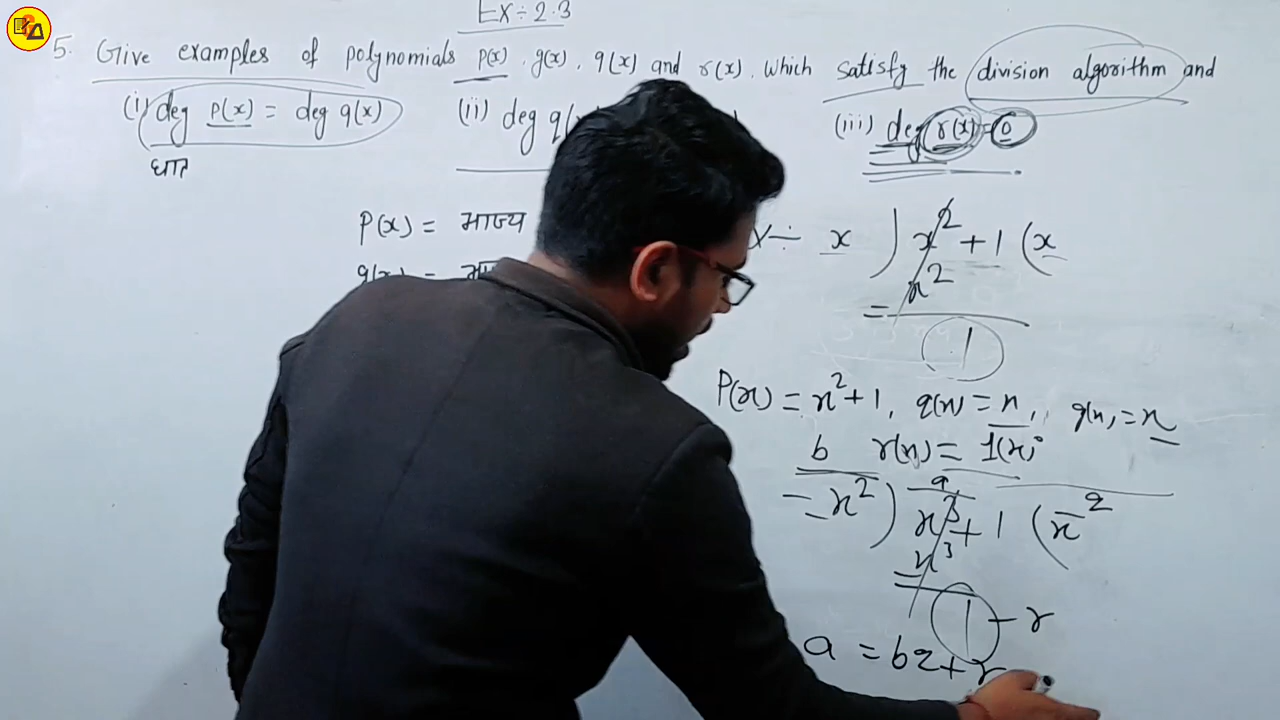 Ex÷ 2.3
5. Give examples of polynomials p(x), g(x), q(x) and r(x), which satisfy the division algorithm and
(i) deg p(x) = deg q(x) (ii) deg q(x (iii) deg r(x) = 0
घात
P(x) = भाज्य
x÷ x ) x² + 1 ( x
x²
1
P(x) = x² + 1, q(x) = x, g(x) = x
b r(x) = 1(x)⁰
a
= x² ) x³ + 1 ( x²
x³
1 - r
a = bq + r